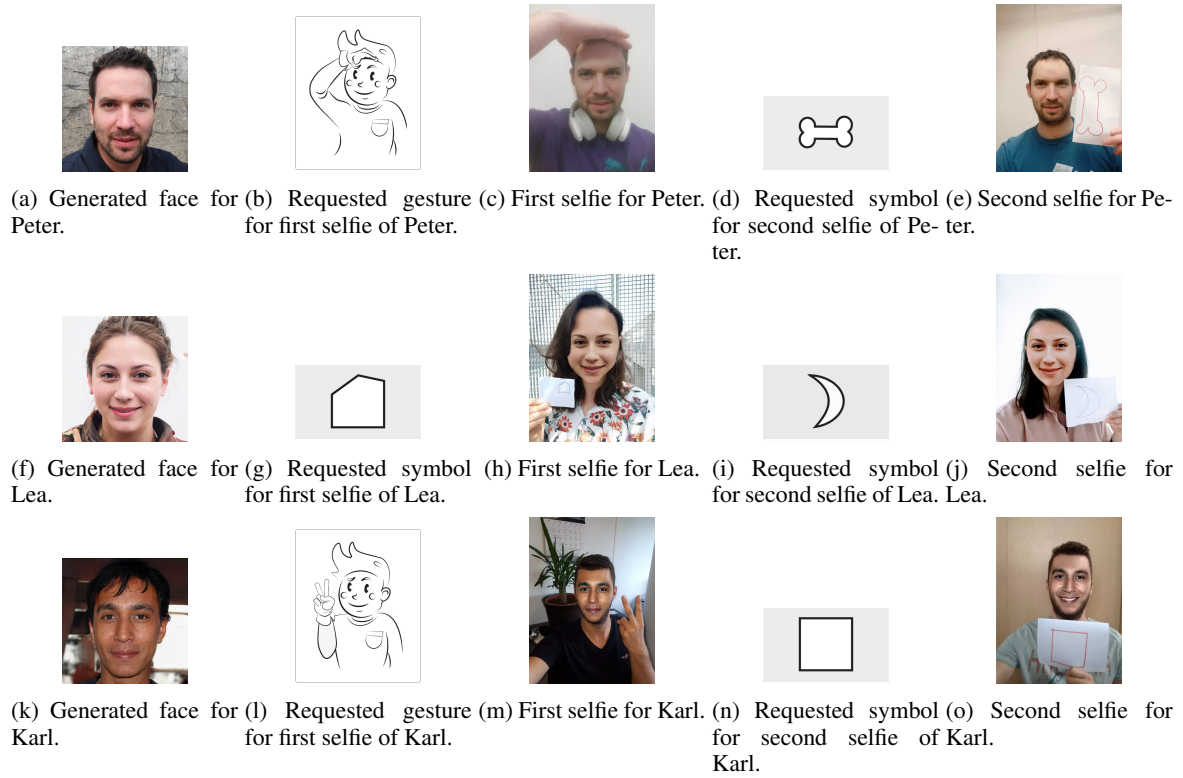 (a) Generated face for Peter.
(b) Requested gesture for first selfie of Peter.
(c) First selfie for Peter.
(d) Requested symbol for second selfie of Pe-
ter.
(e) Second selfie for Pe-
ter.
(f) Generated face for
Lea.
(g) Requested symbol
for first selfie of Lea.
(h) First selfie for Lea.
(i) Requested symbol
for second selfie of Lea.
(j) Second selfie for
Lea.
(k) Generated face for
Karl.
(l) Requested gesture
for first selfie of Karl.
(m) First selfie for Karl.
(n) Requested symbol
for second selfie of
Karl.
(o) Second selfie for
Karl.